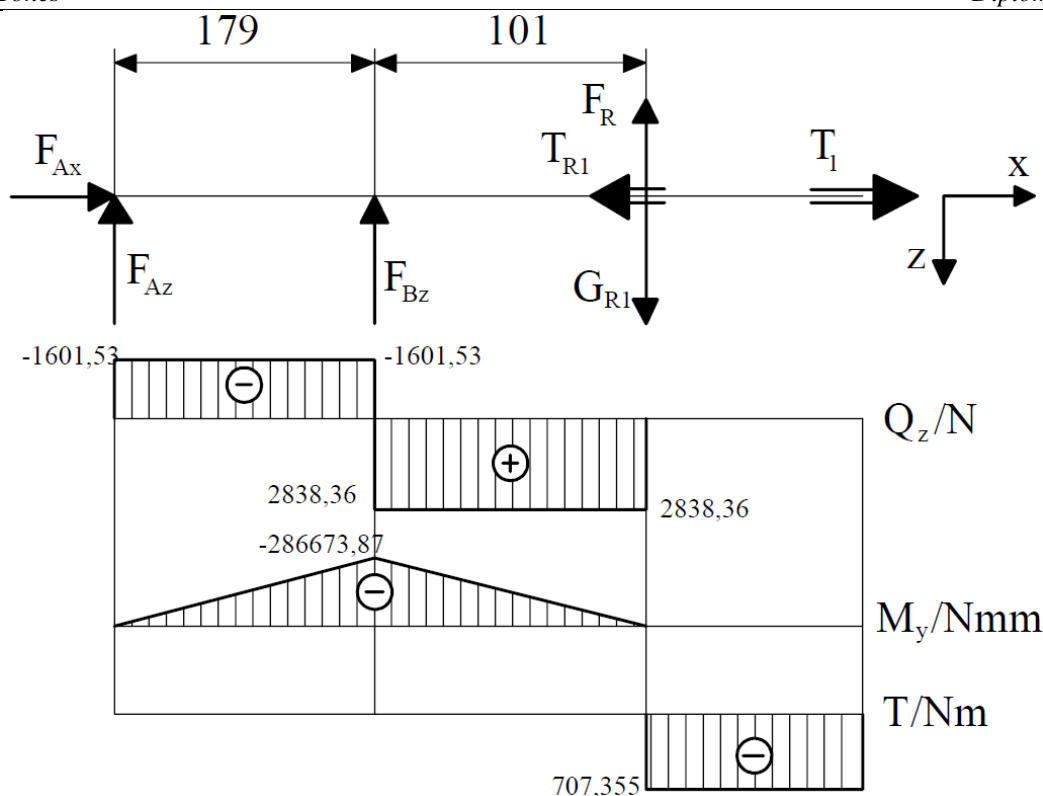 179 101
F_R
F_Ax T_R1 T_1 x
F_Az F_Bz G_R1 z
-1601,53 -1601,53
−
Q_z/N
+
2838,36 2838,36
-286673,87
−
M_y/Nmm
T/Nm
−
707,355